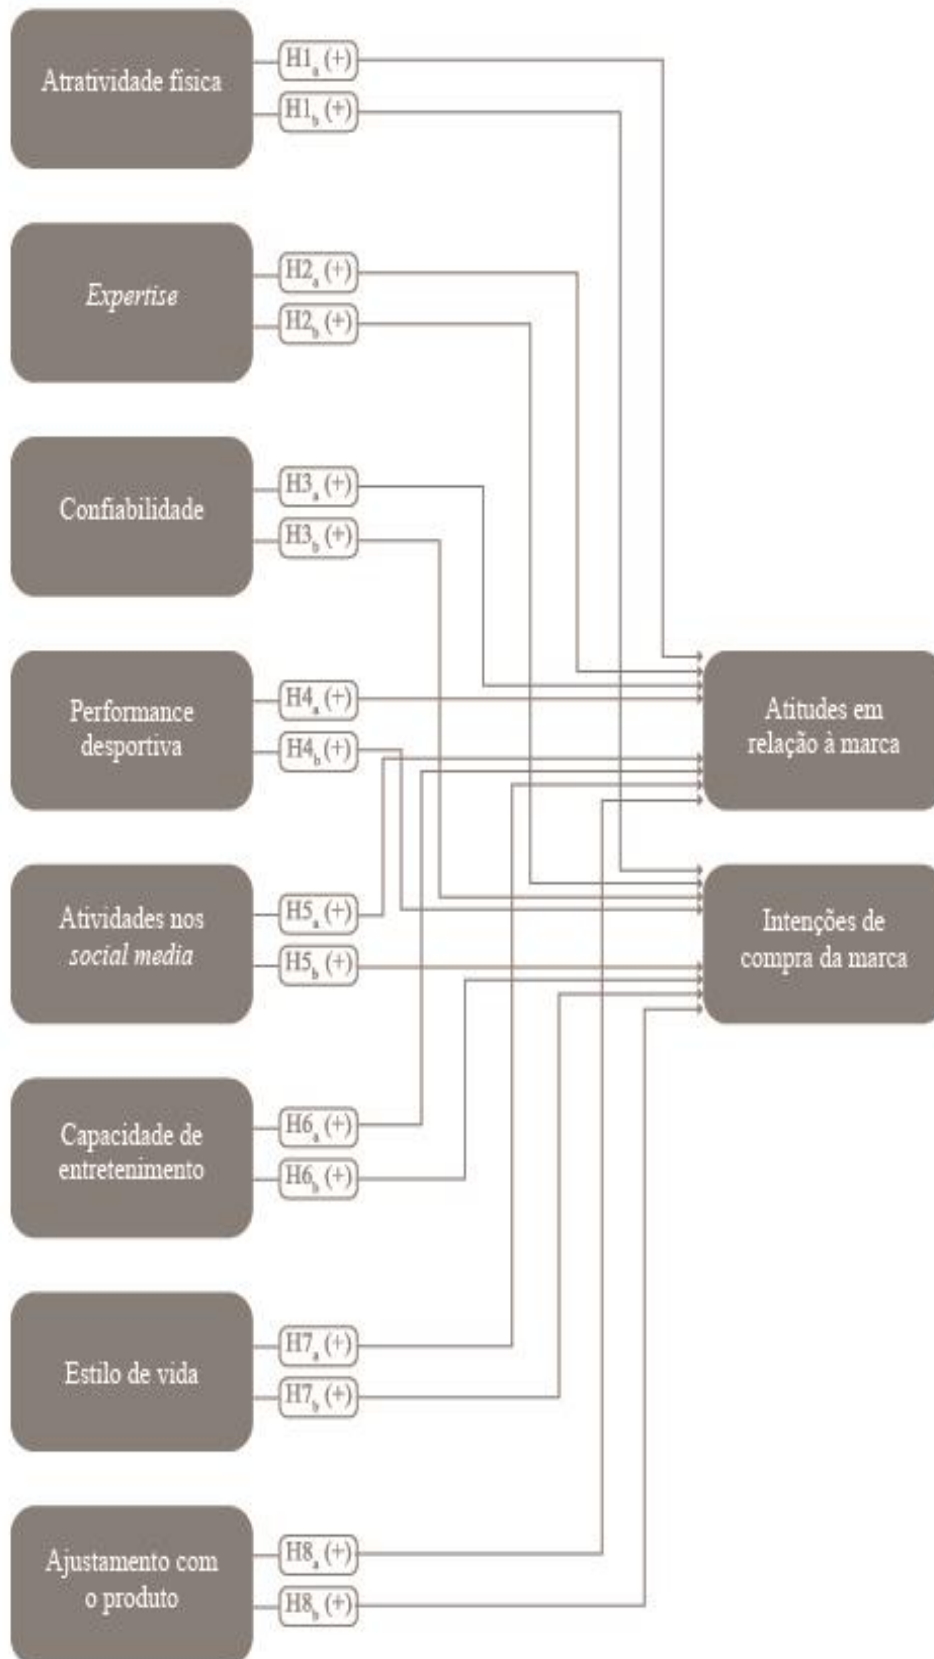 Atratividade física
H1a (+)
H1b (+)
Expertise
H2a (+)
H2b (+)
Confiabilidade
H3a (+)
H3b (+)
Performance
desportiva
H4a (+)
H4b (+)
Atitudes em
relação à marca
Atividades nos
social media
H5a (+)
H5b (+)
Intenções de
compra da marca
Capacidade de
entretenimento
H6a (+)
H6b (+)
Estilo de vida
H7a (+)
H7b (+)
Ajustamento com
o produto
H8a (+)
H8b (+)